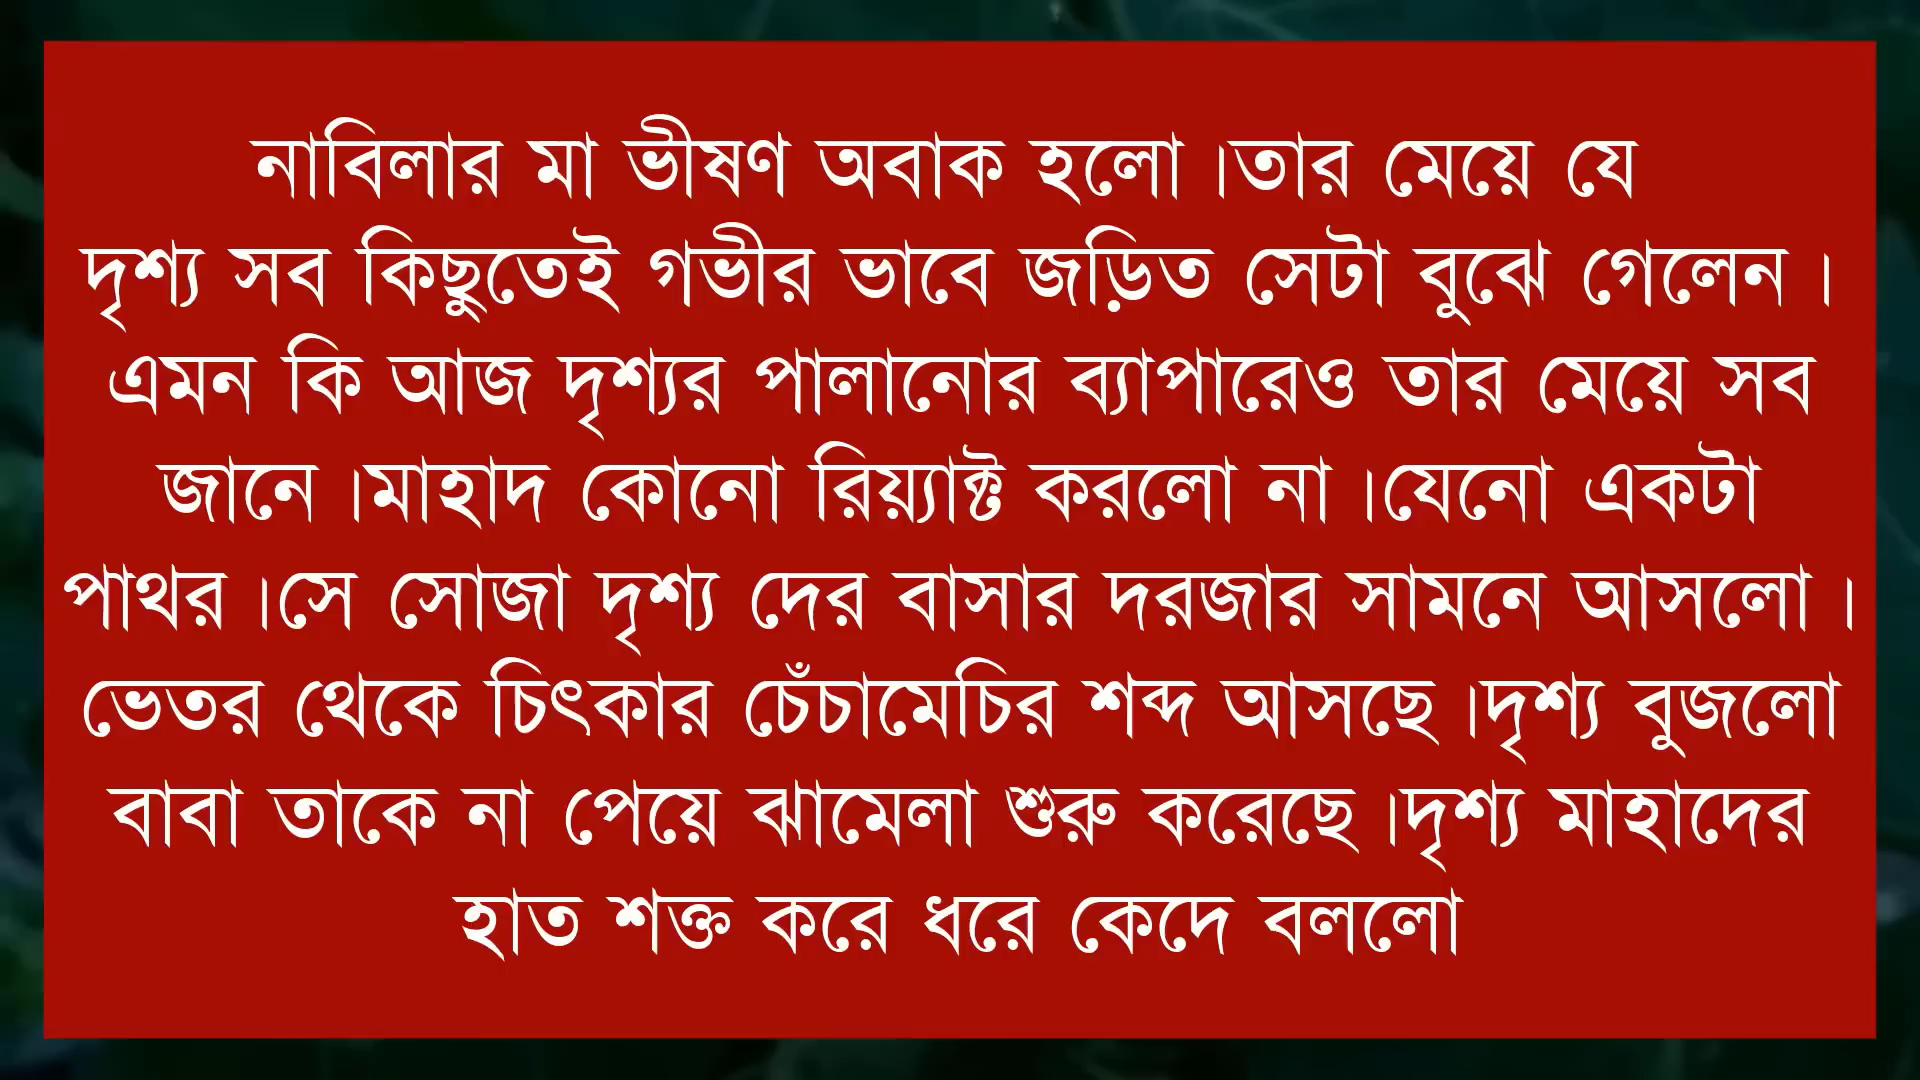 নাবিলার মা ভীষণ অবাক হলো ।তার মেয়ে যে
দৃশ্য সব কিছুতেই গভীর ভাবে জড়িত সেটা বুঝে গেলেন ।
এমন কি আজ দৃশ্যর পালানোর ব্যাপারেও তার মেয়ে সব
জানে ।মাহাদ কোনো রিয়্যাক্ট করলো না ।যেনো একটা
পাথর ।সে সোজা দৃশ্য দের বাসার দরজার সামনে আসলো ।
ভেতর থেকে চিৎকার চেঁচামেচির শব্দ আসছে ।দৃশ্য বুজলো
বাবা তাকে না পেয়ে ঝামেলা শুরু করেছে ।দৃশ্য মাহাদের
হাত শক্ত করে ধরে কেদে বললো